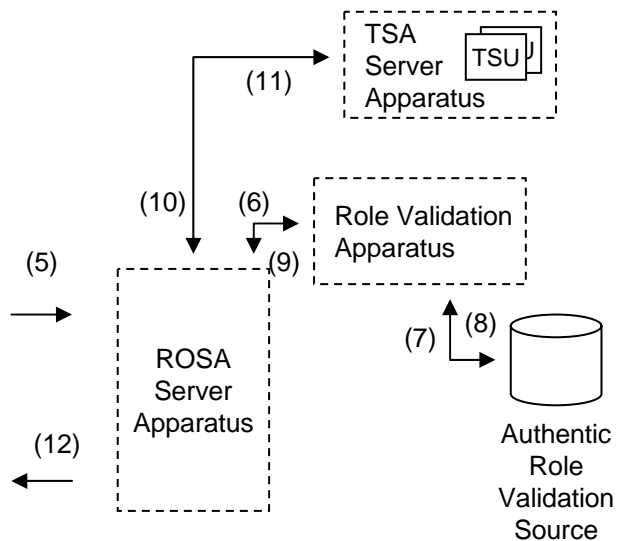 TSA
Server
Apparatus
TSU
U
(11)
(10)
(6)
Role Validation
Apparatus
(9)
(5)
ROSA
Server
Apparatus
(7)
(8)
(12)
Authentic
Role
Validation
Source